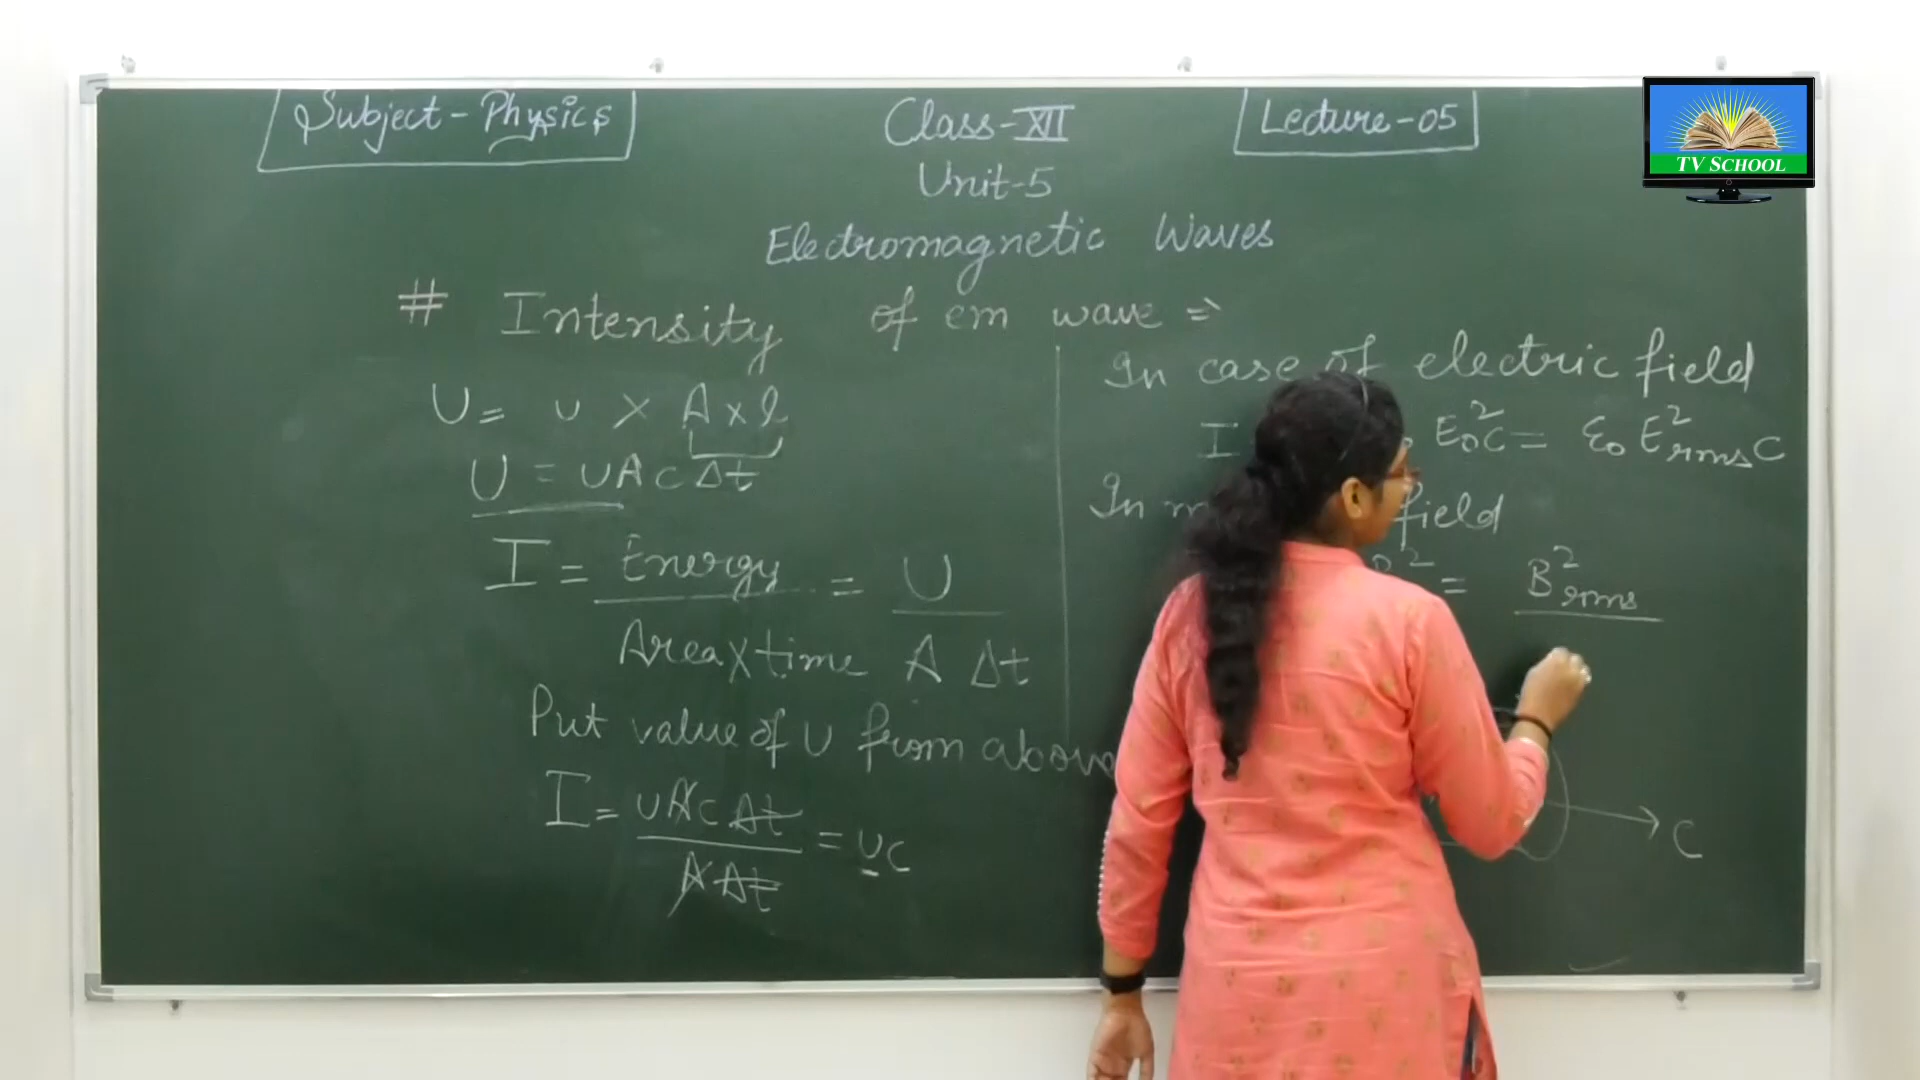 Subject - Physics
Class - XII
Lecture - 05
TV SCHOOL
Unit-5
Electromagnetic Waves
# Intensity of em wave ⇒
U = u × A × l
U = uAcΔt
I = Energy / Area × time = U / A Δt
Put value of U from above
I = uAcΔt / AΔt = uc
In case of electric field
I E₀²c = ε₀ E²rms c
In field
² = B²rms
c